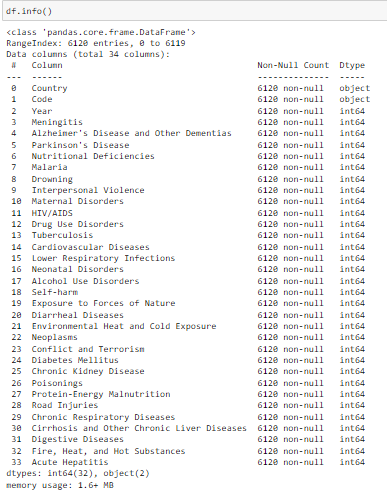 df.info()
<class 'pandas.core.frame.DataFrame'>
RangeIndex: 6120 entries, 0 to 6119
Data columns (total 34 columns):
 #   Column                                      Non-Null Count  Dtype
---  ------                                      --------------  -----
 0   Country                                     6120 non-null   object
 1   Code                                        6120 non-null   object
 2   Year                                        6120 non-null   int64
 3   Meningitis                                  6120 non-null   int64
 4   Alzheimer's Disease and Other Dementias     6120 non-null   int64
 5   Parkinson's Disease                         6120 non-null   int64
 6   Nutritional Deficiencies                    6120 non-null   int64
 7   Malaria                                     6120 non-null   int64
 8   Drowning                                    6120 non-null   int64
 9   Interpersonal Violence                      6120 non-null   int64
 10  Maternal Disorders                          6120 non-null   int64
 11  HIV/AIDS                                    6120 non-null   int64
 12  Drug Use Disorders                          6120 non-null   int64
 13  Tuberculosis                                6120 non-null   int64
 14  Cardiovascular Diseases                     6120 non-null   int64
 15  Lower Respiratory Infections                6120 non-null   int64
 16  Neonatal Disorders                          6120 non-null   int64
 17  Alcohol Use Disorders                       6120 non-null   int64
 18  Self-harm                                   6120 non-null   int64
 19  Exposure to Forces of Nature                6120 non-null   int64
 20  Diarrheal Diseases                          6120 non-null   int64
 21  Environmental Heat and Cold Exposure        6120 non-null   int64
 22  Neoplasms                                   6120 non-null   int64
 23  Conflict and Terrorism                      6120 non-null   int64
 24  Diabetes Mellitus                           6120 non-null   int64
 25  Chronic Kidney Disease                      6120 non-null   int64
 26  Poisonings                                  6120 non-null   int64
 27  Protein-Energy Malnutrition                 6120 non-null   int64
 28  Road Injuries                               6120 non-null   int64
 29  Chronic Respiratory Diseases                6120 non-null   int64
 30  Cirrhosis and Other Chronic Liver Diseases  6120 non-null   int64
 31  Digestive Diseases                          6120 non-null   int64
 32  Fire, Heat, and Hot Substances              6120 non-null   int64
 33  Acute Hepatitis                             6120 non-null   int64
dtypes: int64(32), object(2)
memory usage: 1.6+ MB